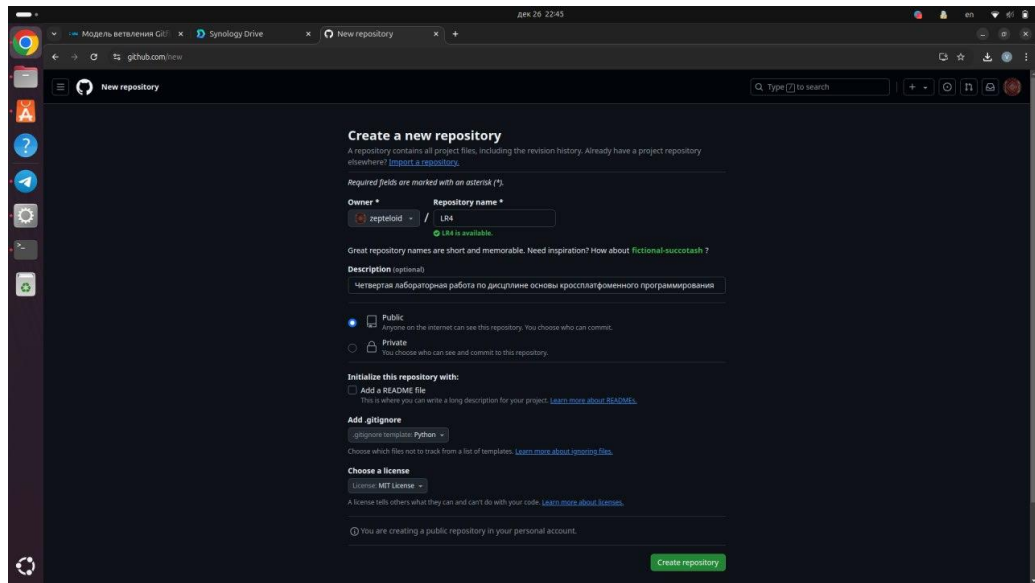 дек 26 22:45
en
Модель ветвления Git
Synology Drive
New repository
github.com/new
New repository
Type / to search
Create a new repository
A repository contains all project files, including the revision history. Already have a project repository
elsewhere? Import a repository.
Required fields are marked with an asterisk (*).
Owner *
Repository name *
zepteloid
/
LR4
LR4 is available.
Great repository names are short and memorable. Need inspiration? How about fictional-succotash ?
Description (optional)
Четвертая лабораторная работа по дисцплине основы кроссплатфоменного программирования
Public
Anyone on the internet can see this repository. You choose who can commit.
Private
You choose who can see and commit to this repository.
Initialize this repository with:
Add a README file
This is where you can write a long description for your project. Learn more about READMEs.
Add .gitignore
.gitignore template: Python
Choose which files not to track from a list of templates. Learn more about ignoring files.
Choose a license
License: MIT License
A license tells others what they can and can't do with your code. Learn more about licenses.
You are creating a public repository in your personal account.
Create repository